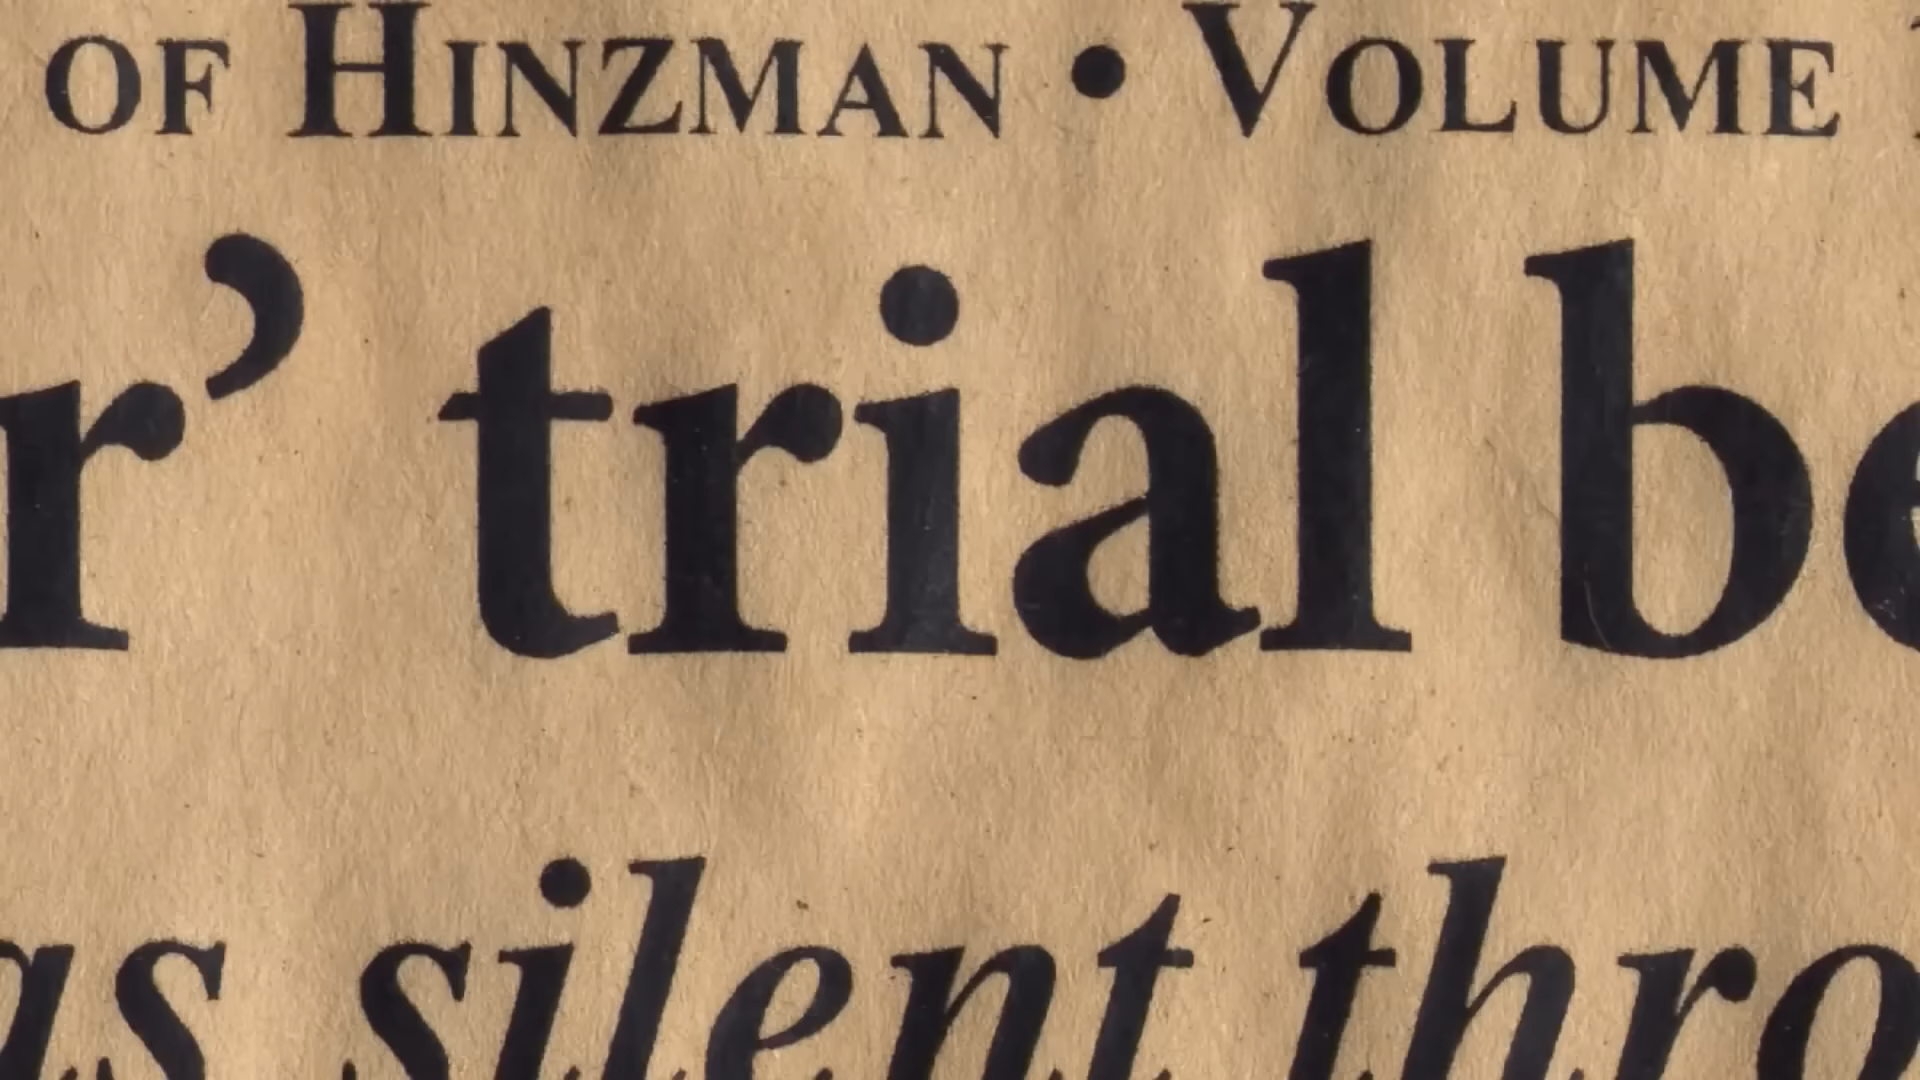 OF HINZMAN • VOLUME
r’ trial be
as silent thro